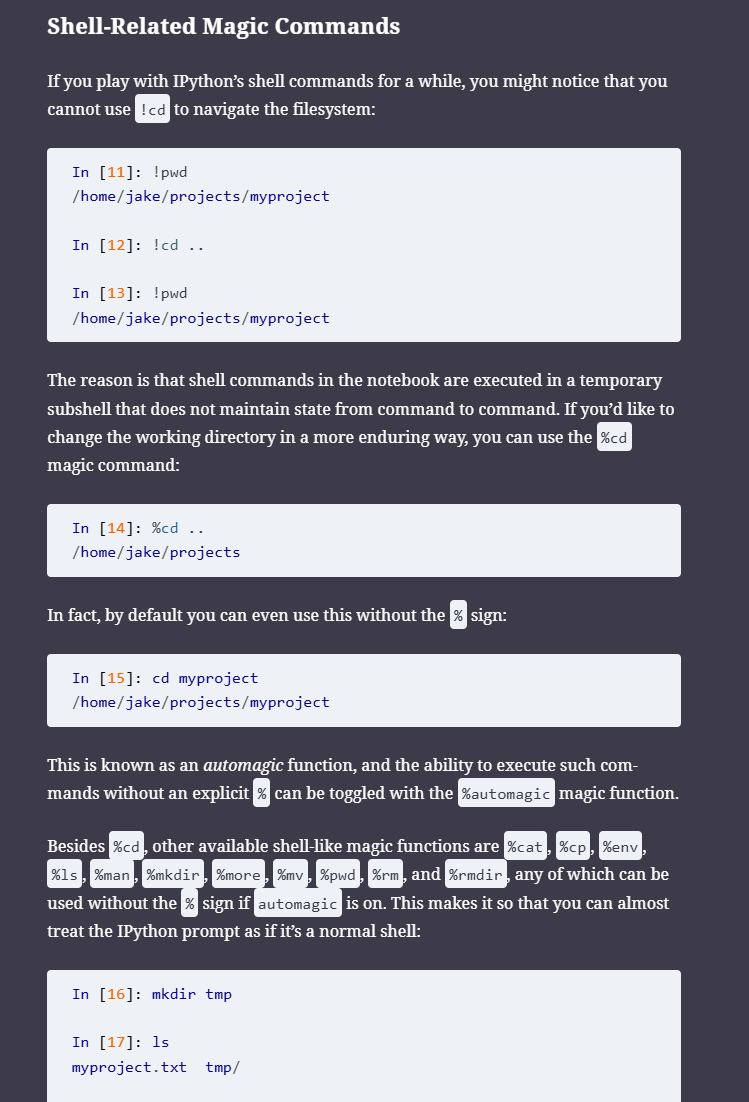 Shell-Related Magic Commands
If you play with IPython’s shell commands for a while, you might notice that you
cannot use !cd to navigate the filesystem:
In [11]: !pwd
/home/jake/projects/myproject
In [12]: !cd ..
In [13]: !pwd
/home/jake/projects/myproject
The reason is that shell commands in the notebook are executed in a temporary
subshell that does not maintain state from command to command. If you’d like to
change the working directory in a more enduring way, you can use the %cd
magic command:
In [14]: %cd ..
/home/jake/projects
In fact, by default you can even use this without the % sign:
In [15]: cd myproject
/home/jake/projects/myproject
This is known as an automagic function, and the ability to execute such com-
mands without an explicit % can be toggled with the %automagic magic function.
Besides %cd, other available shell-like magic functions are %cat, %cp, %env,
%ls, %man, %mkdir, %more, %mv, %pwd, %rm, and %rmdir, any of which can be
used without the % sign if automagic is on. This makes it so that you can almost
treat the IPython prompt as if it’s a normal shell:
In [16]: mkdir tmp
In [17]: ls
myproject.txt  tmp/